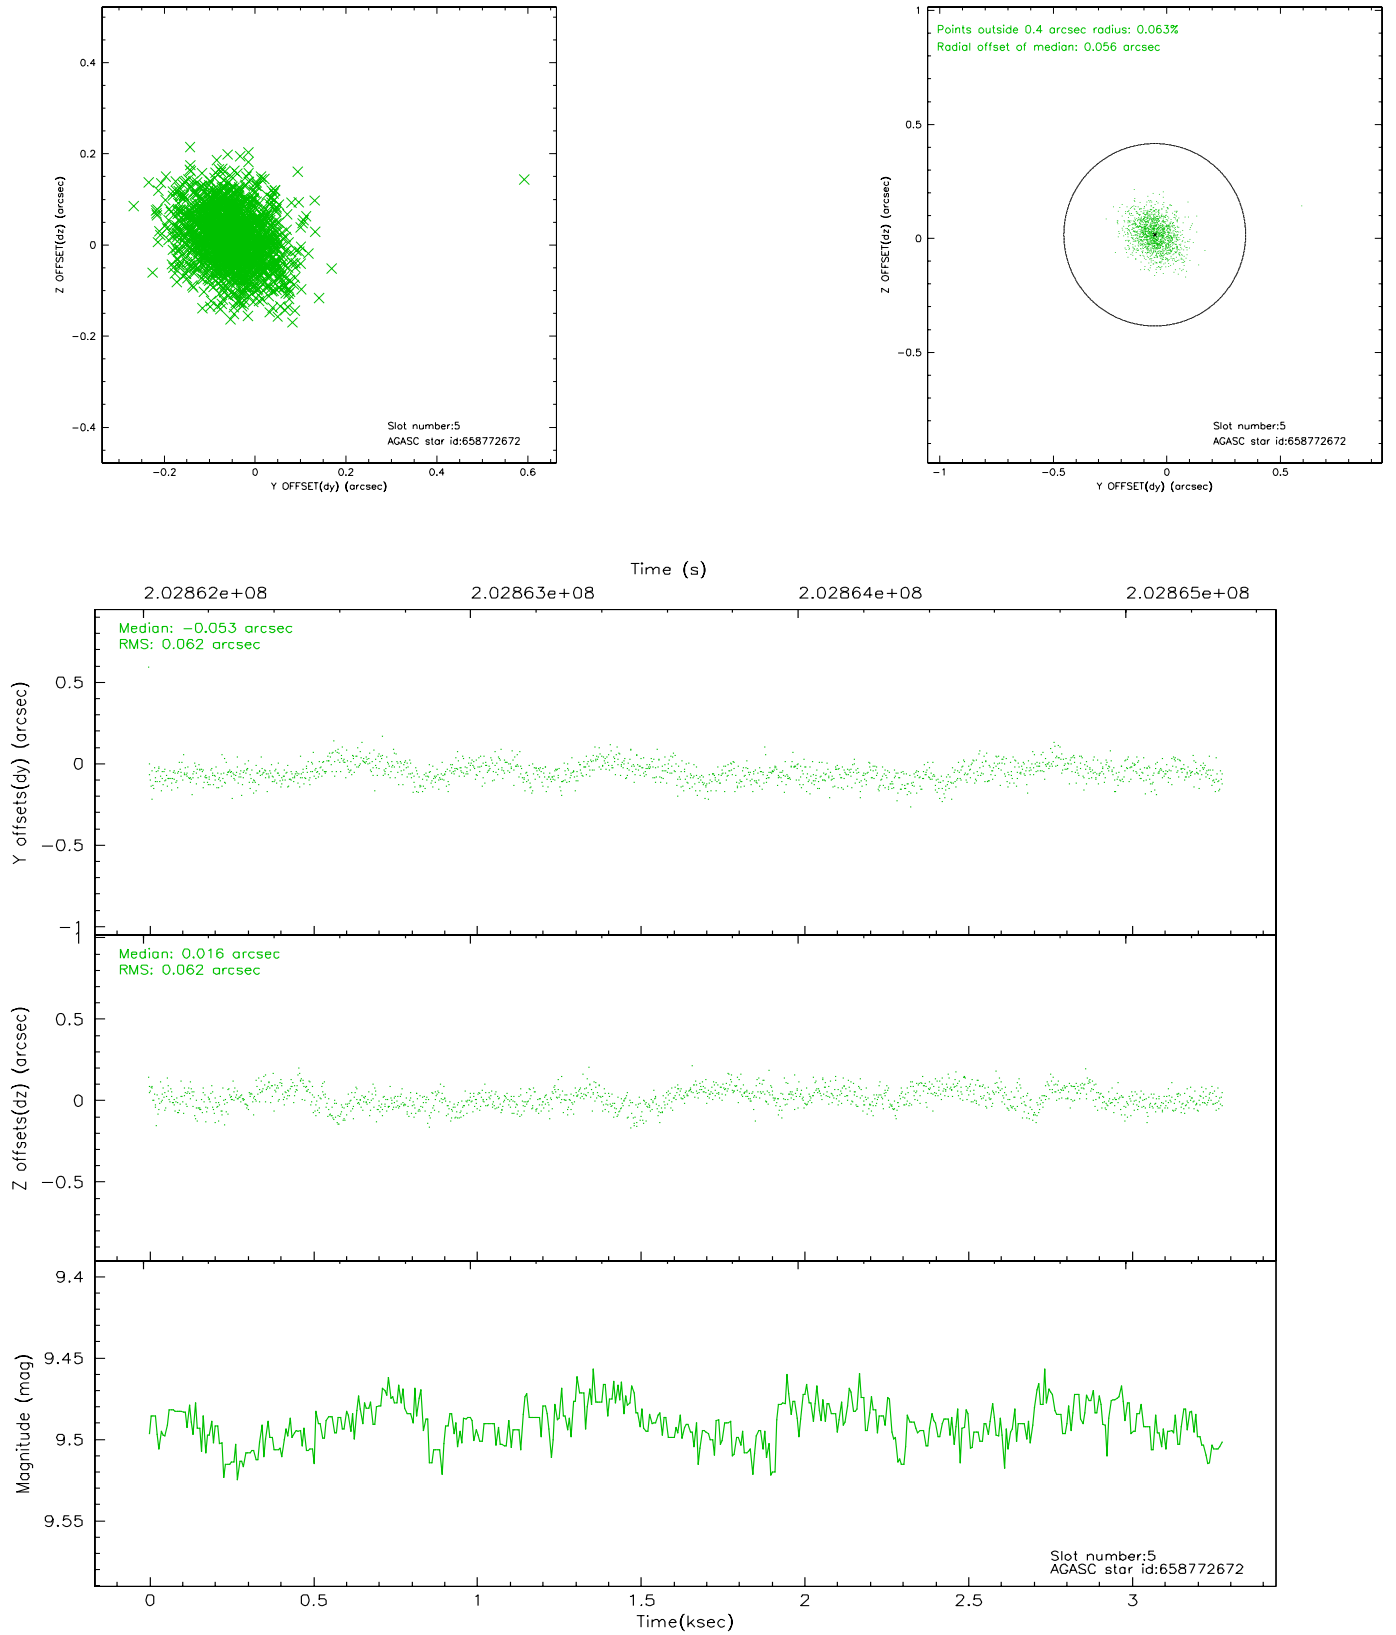 0.4
0.2
0
-0.2
-0.4
Z OFFSET(dz) (arcsec)
Slot number:5
AGASC star id:658772672
-0.2 0 0.2 0.4 0.6
Y OFFSET(dy) (arcsec)
Points outside 0.4 arcsec radius: 0.063%
Radial offset of median: 0.056 arcsec
1
0.5
0
-0.5
Z OFFSET(dz) (arcsec)
Slot number:5
AGASC star id:658772672
-1 -0.5 0 0.5
Y OFFSET(dy) (arcsec)
Time (s)
2.02862e+08 2.02863e+08 2.02864e+08 2.02865e+08
Median: -0.053 arcsec
RMS: 0.062 arcsec
0.5
0
-0.5
-1
Y offsets(dy) (arcsec)
Median: 0.016 arcsec
RMS: 0.062 arcsec
1
0.5
0
-0.5
Z offsets(dz) (arcsec)
9.4
9.45
9.5
9.55
Magnitude (mag)
Slot number:5
AGASC star id:658772672
0 0.5 1 1.5 2 2.5 3
Time(ksec)